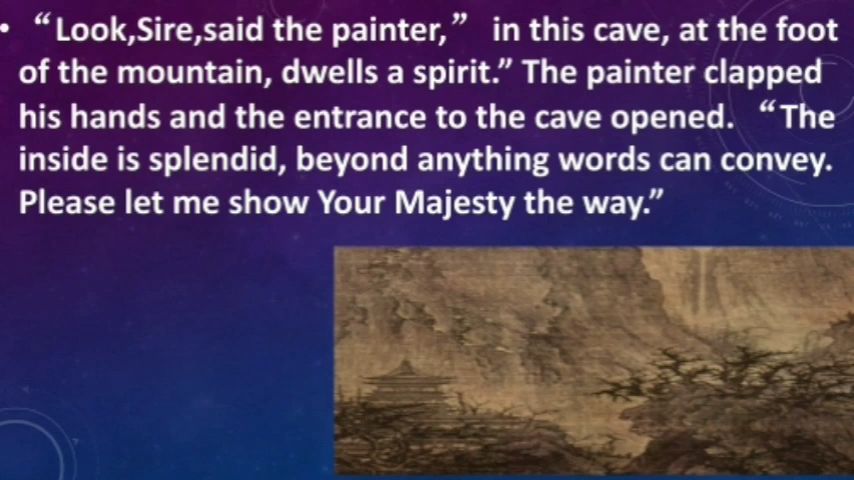 • “Look,Sire,said the painter,” in this cave, at the foot
of the mountain, dwells a spirit.” The painter clapped
his hands and the entrance to the cave opened. “The
inside is splendid, beyond anything words can convey.
Please let me show Your Majesty the way.”